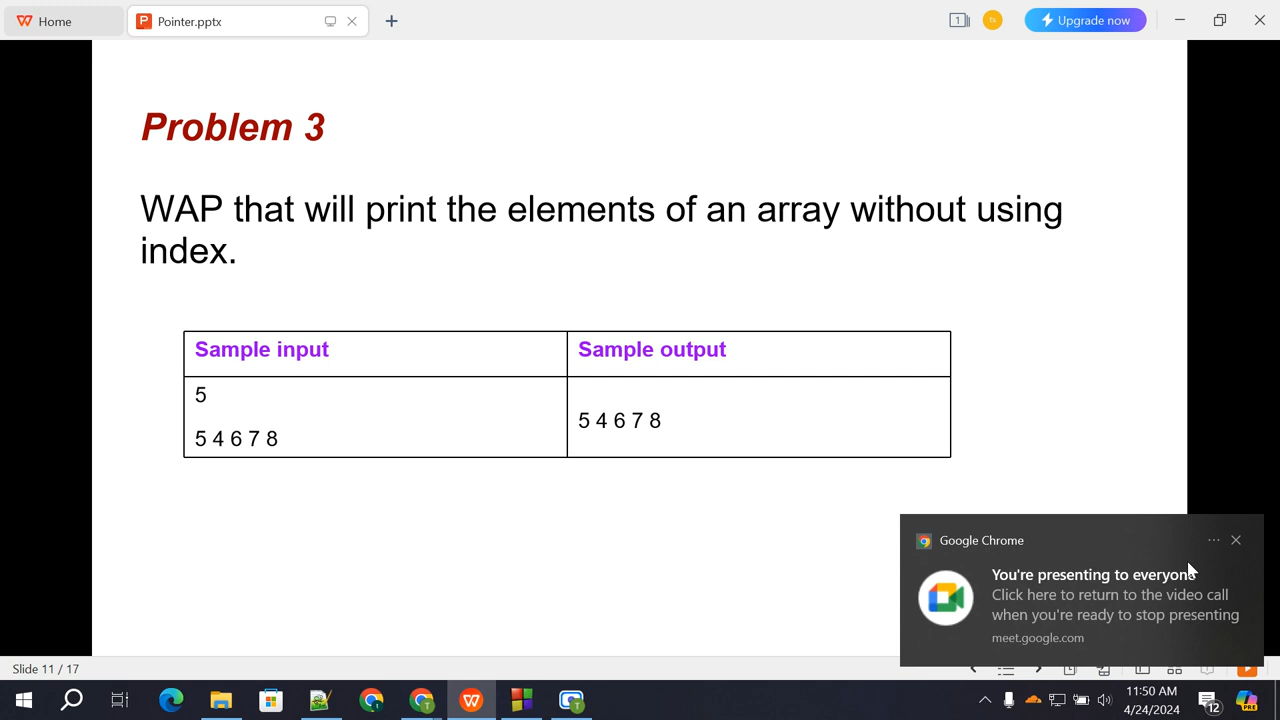 Home
Pointer.pptx
1
Upgrade now
Problem 3
WAP that will print the elements of an array without using
index.
Sample input
Sample output
5
5 4 6 7 8
5 4 6 7 8
Google Chrome
You're presenting to everyone
Click here to return to the video call
when you're ready to stop presenting
meet.google.com
Slide 11 / 17
11:50 AM
4/24/2024
12
PRE